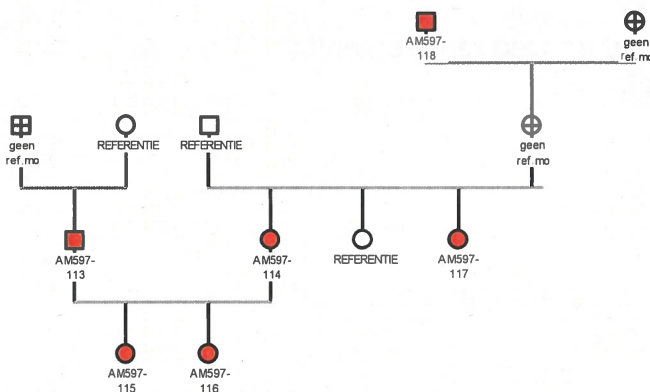 AM597-
118
geen
ref.mo
geen
ref.mo
REFERENTIE
REFERENTIE
geen
ref.mo
AM597-
113
AM597-
114
REFERENTIE
AM597-
117
AM597-
115
AM597-
116